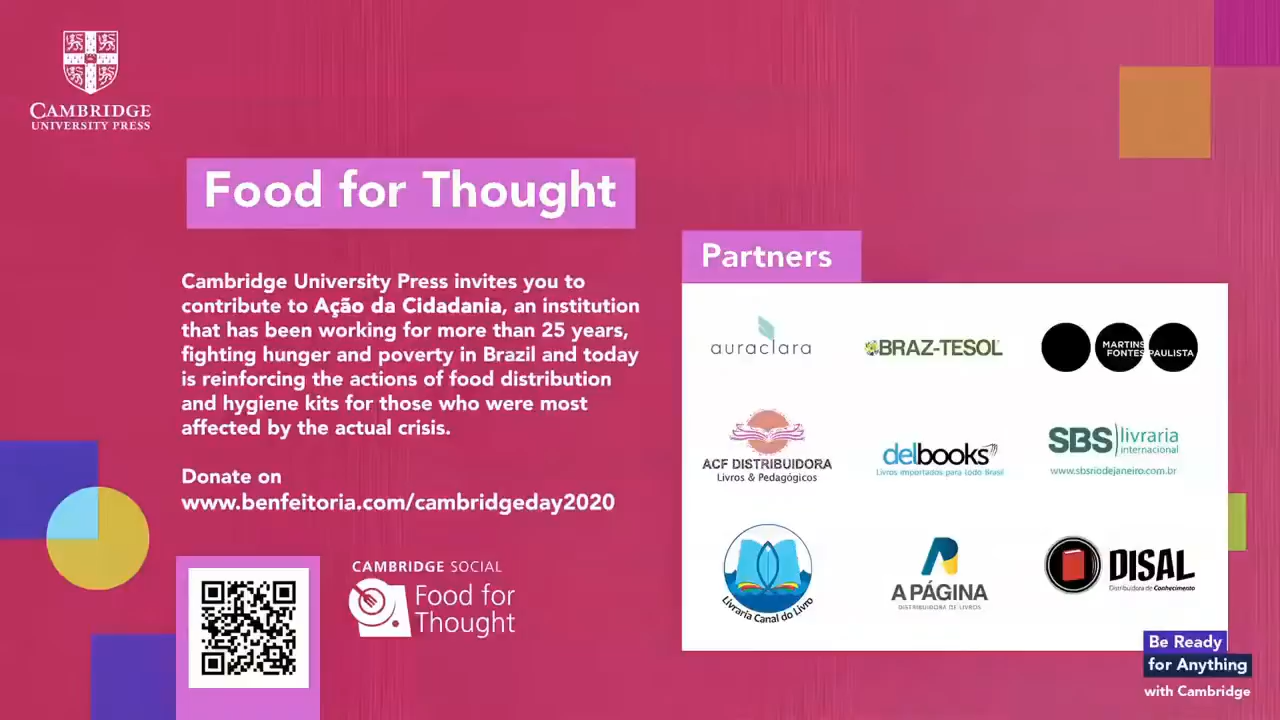 CAMBRIDGE
UNIVERSITY PRESS
Food for Thought
Cambridge University Press invites you to
contribute to Ação da Cidadania, an institution
that has been working for more than 25 years,
fighting hunger and poverty in Brazil and today
is reinforcing the actions of food distribution
and hygiene kits for those who were most
affected by the actual crisis.
Donate on
www.benfeitoria.com/cambridgeday2020
CAMBRIDGE SOCIAL
Food for
Thought
Partners
auraclara
BRAZ-TESOL
MARTINS
FONTES PAULISTA
ACF DISTRIBUIDORA
Livros & Pedagógicos
delbooks
Livros importados para todo Brasil
SBS livraria
internacional
www.sbsriodejaneiro.com.br
Livraria Canal do Livro
A PÁGINA
DISTRIBUIDORA DE LIVROS
DISAL
Distribuidora de Conhecimento
Be Ready
for Anything
with Cambridge